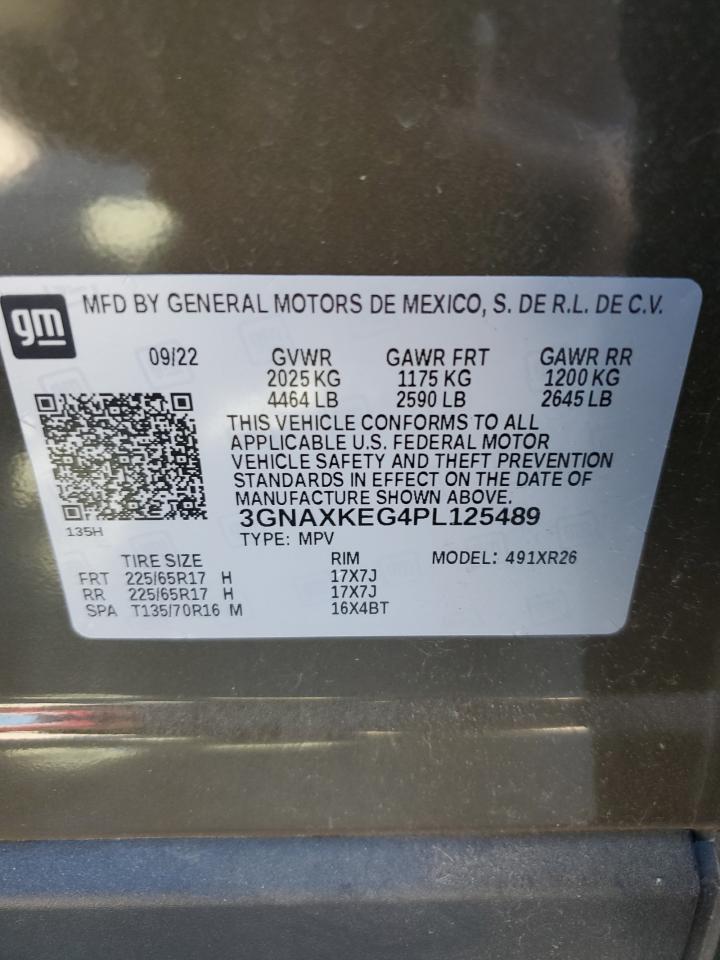 gm
MFD BY GENERAL MOTORS DE MEXICO, S. DE R.L. DE C.V.
09/22 GVWR GAWR FRT GAWR RR
2025 KG 1175 KG 1200 KG
4464 LB 2590 LB 2645 LB
THIS VEHICLE CONFORMS TO ALL
APPLICABLE U.S. FEDERAL MOTOR
VEHICLE SAFETY AND THEFT PREVENTION
STANDARDS IN EFFECT ON THE DATE OF
MANUFACTURE SHOWN ABOVE.
3GNAXKEG4PL125489
135H
TYPE: MPV
TIRE SIZE RIM MODEL: 491XR26
FRT 225/65R17 H 17X7J
RR 225/65R17 H 17X7J
SPA T135/70R16 M 16X4BT